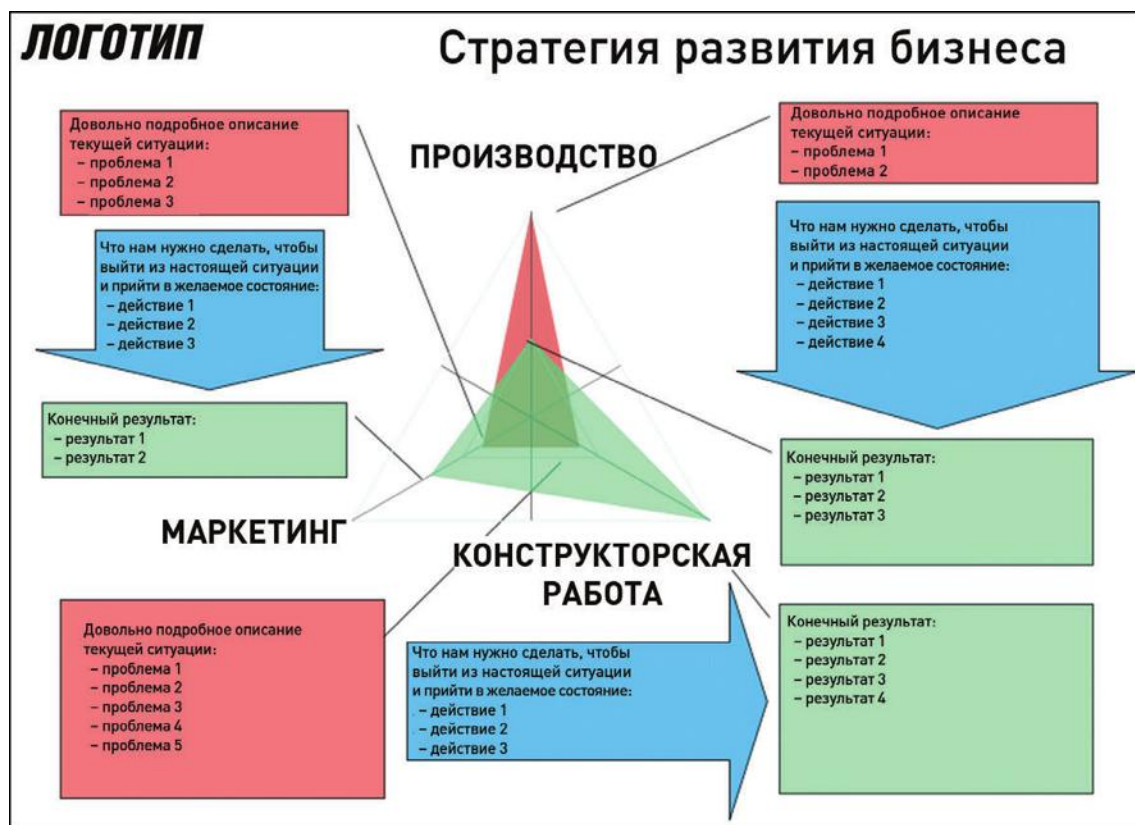 ЛОГОТИП
Стратегия развития бизнеса
Довольно подробное описание
текущей ситуации:
– проблема 1
– проблема 2
– проблема 3
Что нам нужно сделать, чтобы
выйти из настоящей ситуации
и прийти в желаемое состояние:
– действие 1
– действие 2
– действие 3
Конечный результат:
– результат 1
– результат 2
ПРОИЗВОДСТВО
Довольно подробное описание
текущей ситуации:
– проблема 1
– проблема 2
Что нам нужно сделать, чтобы
выйти из настоящей ситуации
и прийти в желаемое состояние:
– действие 1
– действие 2
– действие 3
– действие 4
Конечный результат:
– результат 1
– результат 2
– результат 3
МАРКЕТИНГ
КОНСТРУКТОРСКАЯ
РАБОТА
Довольно подробное описание
текущей ситуации:
– проблема 1
– проблема 2
– проблема 3
– проблема 4
– проблема 5
Что нам нужно сделать, чтобы
выйти из настоящей ситуации
и прийти в желаемое состояние:
– действие 1
– действие 2
– действие 3
Конечный результат:
– результат 1
– результат 2
– результат 3
– результат 4